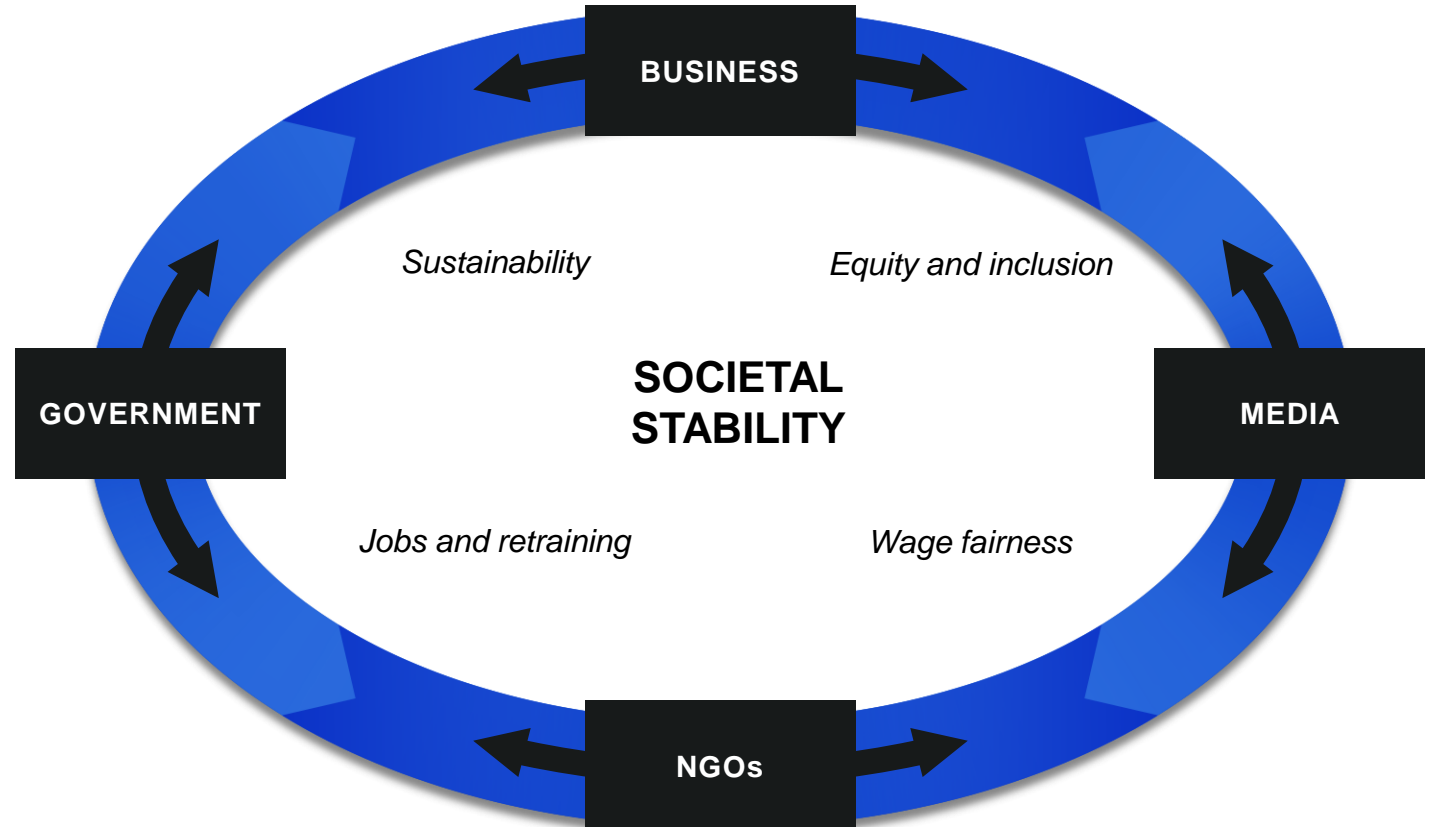 BUSINESS
Sustainability
Equity and inclusion
SOCIETAL
STABILITY
GOVERNMENT
MEDIA
Jobs and retraining
Wage fairness
NGOs